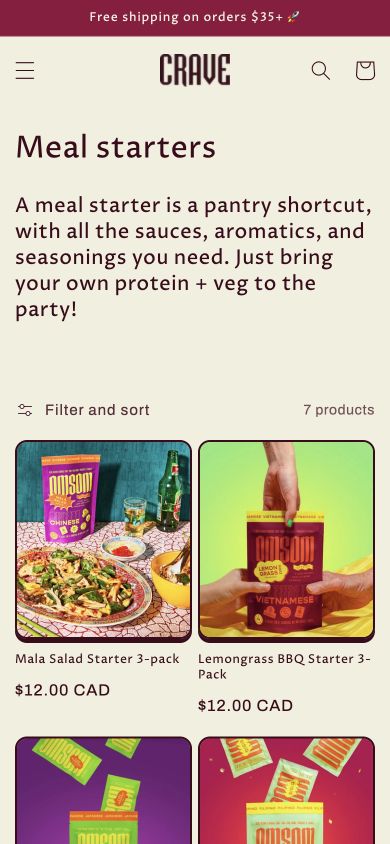 Free shipping on orders $35+ 🚀
CRAVE
Meal starters
A meal starter is a pantry shortcut,
with all the sauces, aromatics, and
seasonings you need. Just bring
your own protein + veg to the
party!
Filter and sort
7 products
OMSOM
CHINESE
OMSOM
LEMON
GRASS
VIETNAMESE
Mala Salad Starter 3-pack
$12.00 CAD
Lemongrass BBQ Starter 3-
Pack
$12.00 CAD
OMSOM
OMSOM